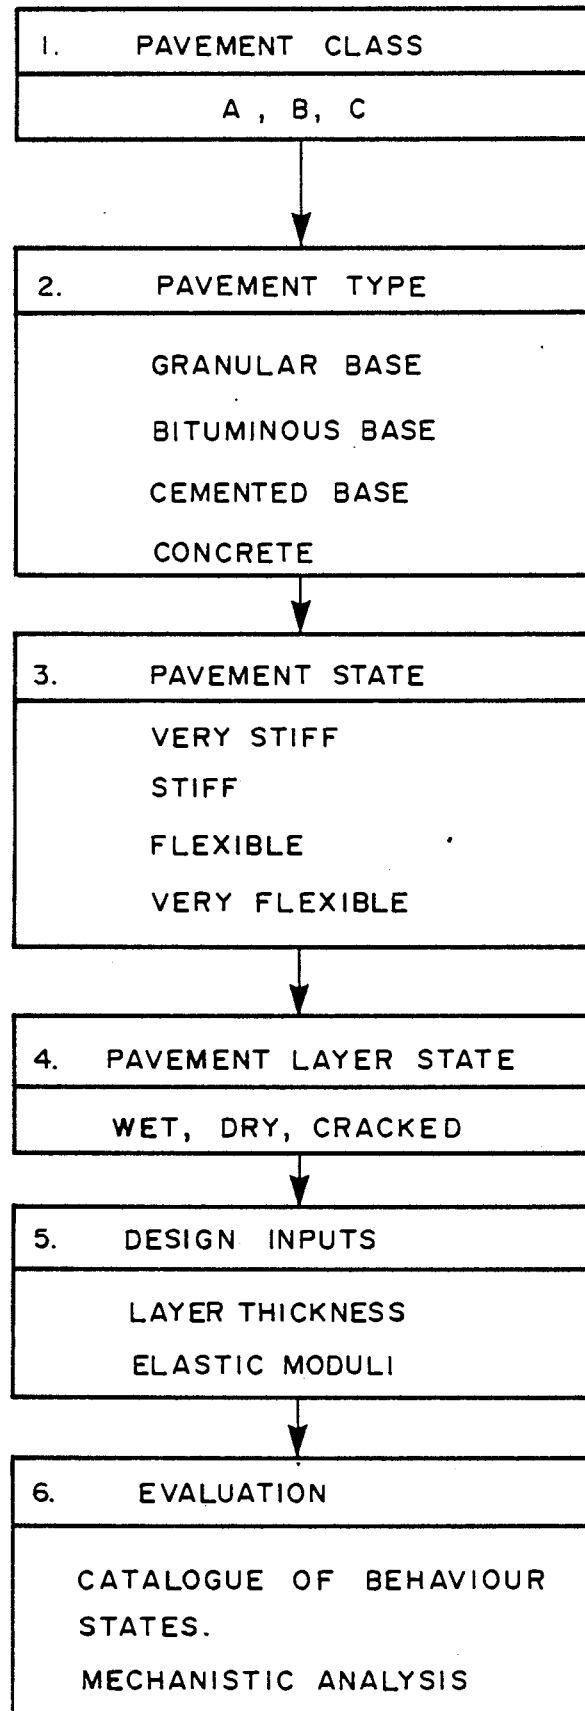 1. PAVEMENT CLASS
A, B, C
2. PAVEMENT TYPE
GRANULAR BASE
BITUMINOUS BASE
CEMENTED BASE
CONCRETE
3. PAVEMENT STATE
VERY STIFF
STIFF
FLEXIBLE
VERY FLEXIBLE
4. PAVEMENT LAYER STATE
WET, DRY, CRACKED
5. DESIGN INPUTS
LAYER THICKNESS
ELASTIC MODULI
6. EVALUATION
CATALOGUE OF BEHAVIOUR
STATES.
MECHANISTIC ANALYSIS